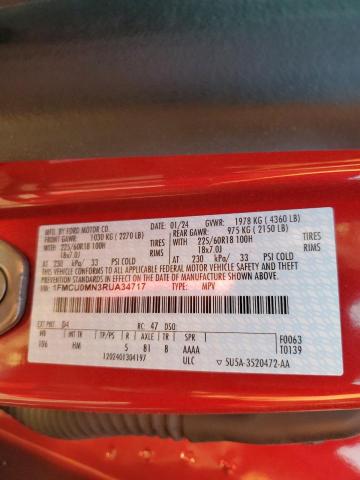 MFD. BY FORD MOTOR CO.
DATE: 01/24 GVWR: 1978 KG ( 4360 LB)
FRONT GAWR: 1030 KG ( 2270 LB) REAR GAWR: 975 KG ( 2150 LB)
WITH 225/60R18 100H TIRES WITH 225/60R18 100H TIRES
18x7.0J RIMS 18x7.0J RIMS
AT 230 kPa/ 33 PSI COLD AT 230 kPa/ 33 PSI COLD
THIS VEHICLE CONFORMS TO ALL APPLICABLE FEDERAL MOTOR VEHICLE
SAFETY, BUMPER, AND THEFT PREVENTION STANDARDS IN EFFECT ON THE
DATE OF MANUFACTURE SHOWN ABOVE.
VIN: 1FMCU0MN3RUA34717 TYPE: MPV
EXT PNT: D4 RC: 47 DSO:
WB TR TP/PS R AXLE TR SPR F0063
106 HM 5 81 8 AAAA T0139
1202401304197 ULC 5U5A-3520472-AA